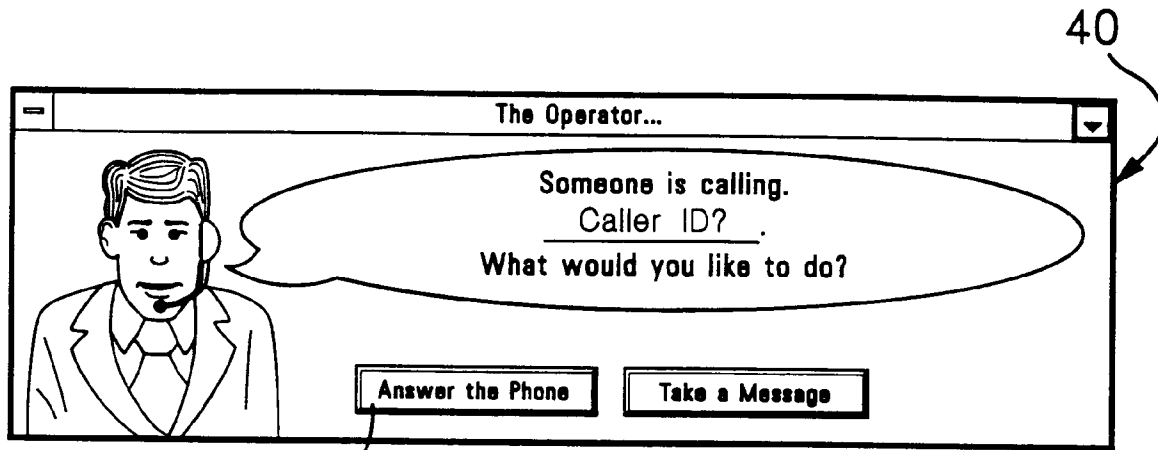 40
The Operator...
Someone is calling.
Caller ID?.
What would you like to do?
Answer the Phone
Take a Message